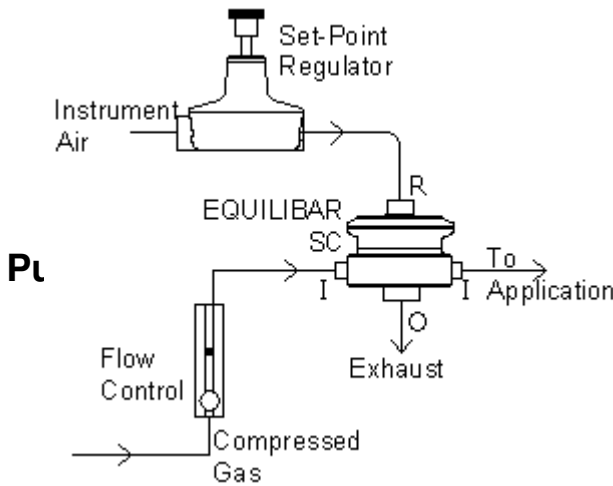 Set-Point
Regulator
Instrument
Air
R
EQUILIBAR
SC
To
I
I
Application
O
Exhaust
Flow
Control
Compressed
Gas